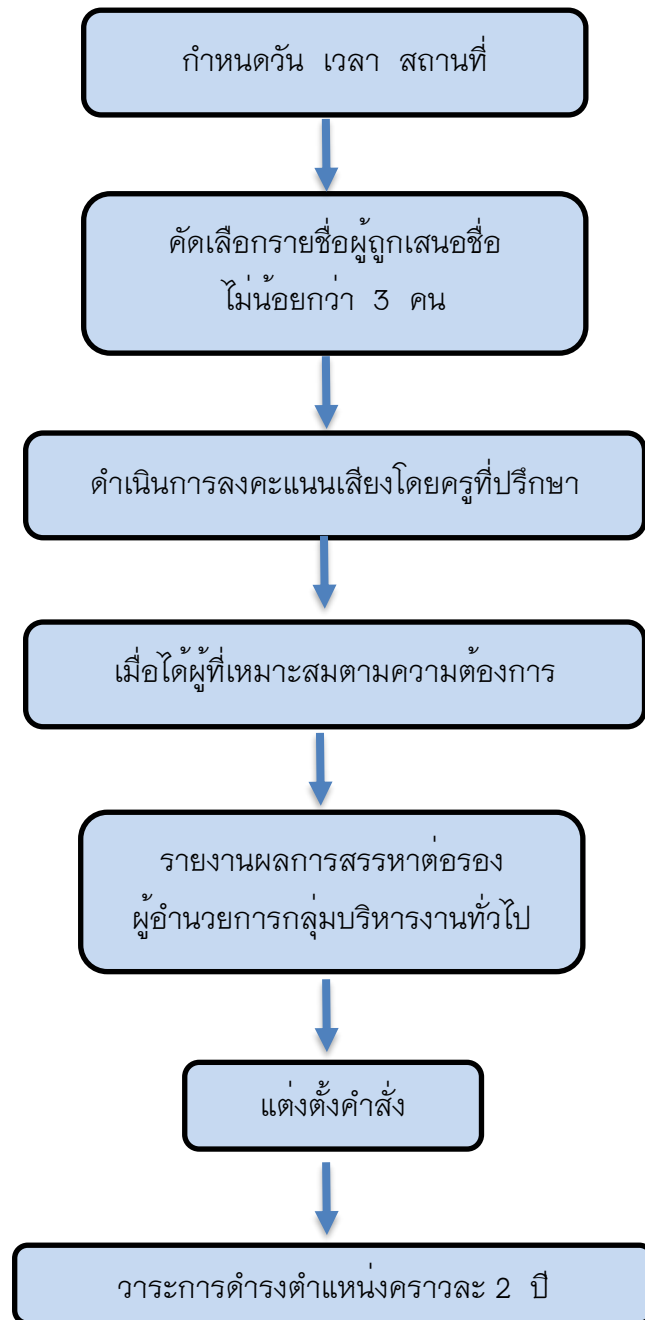 กำหนดวัน เวลา สถานที่
คัดเลือกรายชื่อผู้ถูกเสนอชื่อ
ไม่น้อยกว่า 3 คน
ดำเนินการลงคะแนนเสียงโดยครูที่ปรึกษา
เมื่อได้ผู้ที่เหมาะสมตามความต้องการ
รายงานผลการสรรหาต่อรอง
ผู้อำนวยการกลุ่มบริหารงานทั่วไป
แต่งตั้งคำสั่ง
วาระการดำรงตำแหน่งคราวละ 2 ปี